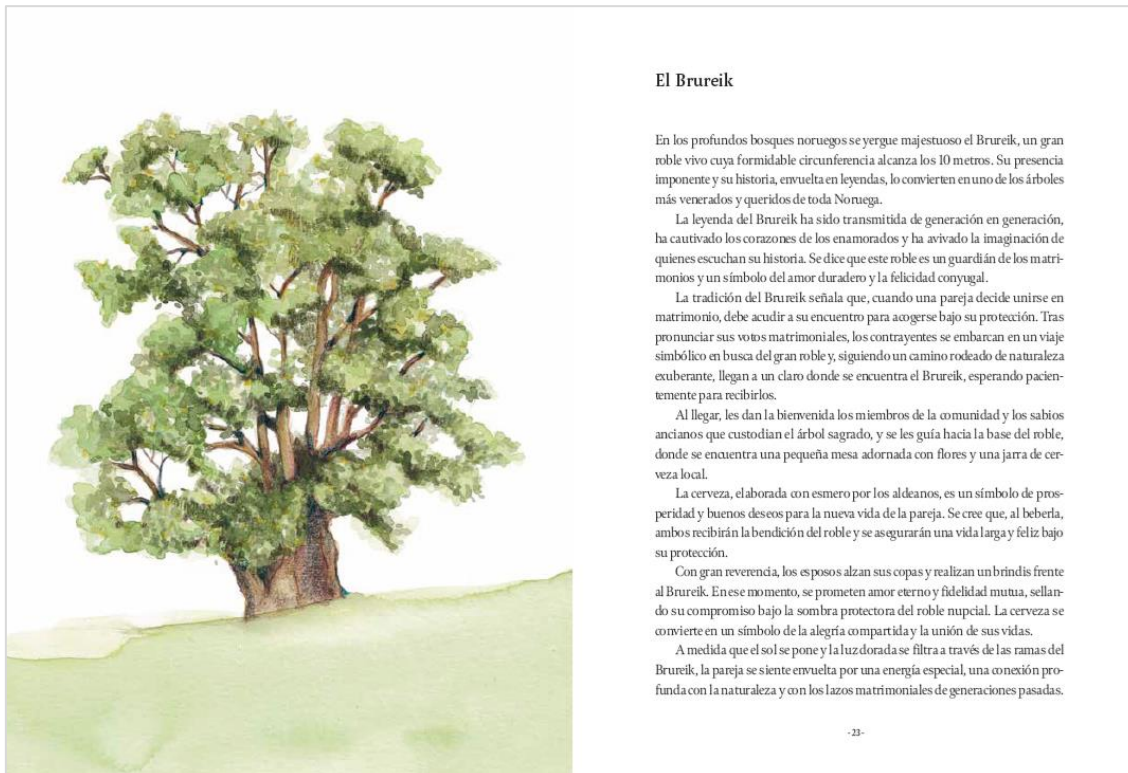 El Brureik
En los profundos bosques noruegos se yergue majestuoso el Brureik, un gran
roble vivo cuya formidable circunferencia alcanza los 10 metros. Su presencia
imponente y su historia, envuelta en leyendas, lo convierten en uno de los árboles
más venerados y queridos de toda Noruega.
La leyenda del Brureik ha sido transmitida de generación en generación,
ha cautivado los corazones de los enamorados y ha avivado la imaginación de
quienes escuchan su historia. Se dice que este roble es un guardián de los matri-
monios y un símbolo del amor duradero y la felicidad conyugal.
La tradición del Brureik señala que, cuando una pareja decide unirse en
matrimonio, debe acudir a su encuentro para acogerse bajo su protección. Tras
pronunciar sus votos matrimoniales, los contrayentes se embarcan en un viaje
simbólico en busca del gran roble y, siguiendo un camino rodeado de naturaleza
exuberante, llegan a un claro donde se encuentra el Brureik, esperando pacien-
temente para recibirlos.
Al llegar, les dan la bienvenida los miembros de la comunidad y los sabios
ancianos que custodian el árbol sagrado, y se les guía hacia la base del roble,
donde se encuentra una pequeña mesa adornada con flores y una jarra de cer-
veza local.
La cerveza, elaborada con esmero por los aldeanos, es un símbolo de pros-
peridad y buenos deseos para la nueva vida de la pareja. Se cree que, al beberla,
ambos recibirán la bendición del roble y se asegurarán una vida larga y feliz bajo
su protección.
Con gran reverencia, los esposos alzan sus copas y realizan un brindis frente
al Brureik. En ese momento, se prometen amor eterno y fidelidad mutua, sellan-
do su compromiso bajo la sombra protectora del roble nupcial. La cerveza se
convierte en un símbolo de la alegría compartida y la unión de sus vidas.
A medida que el sol se pone y la luz dorada se filtra a través de las ramas del
Brureik, la pareja se siente envuelta por una energía especial, una conexión pro-
funda con la naturaleza y con los lazos matrimoniales de generaciones pasadas.
- 23 -